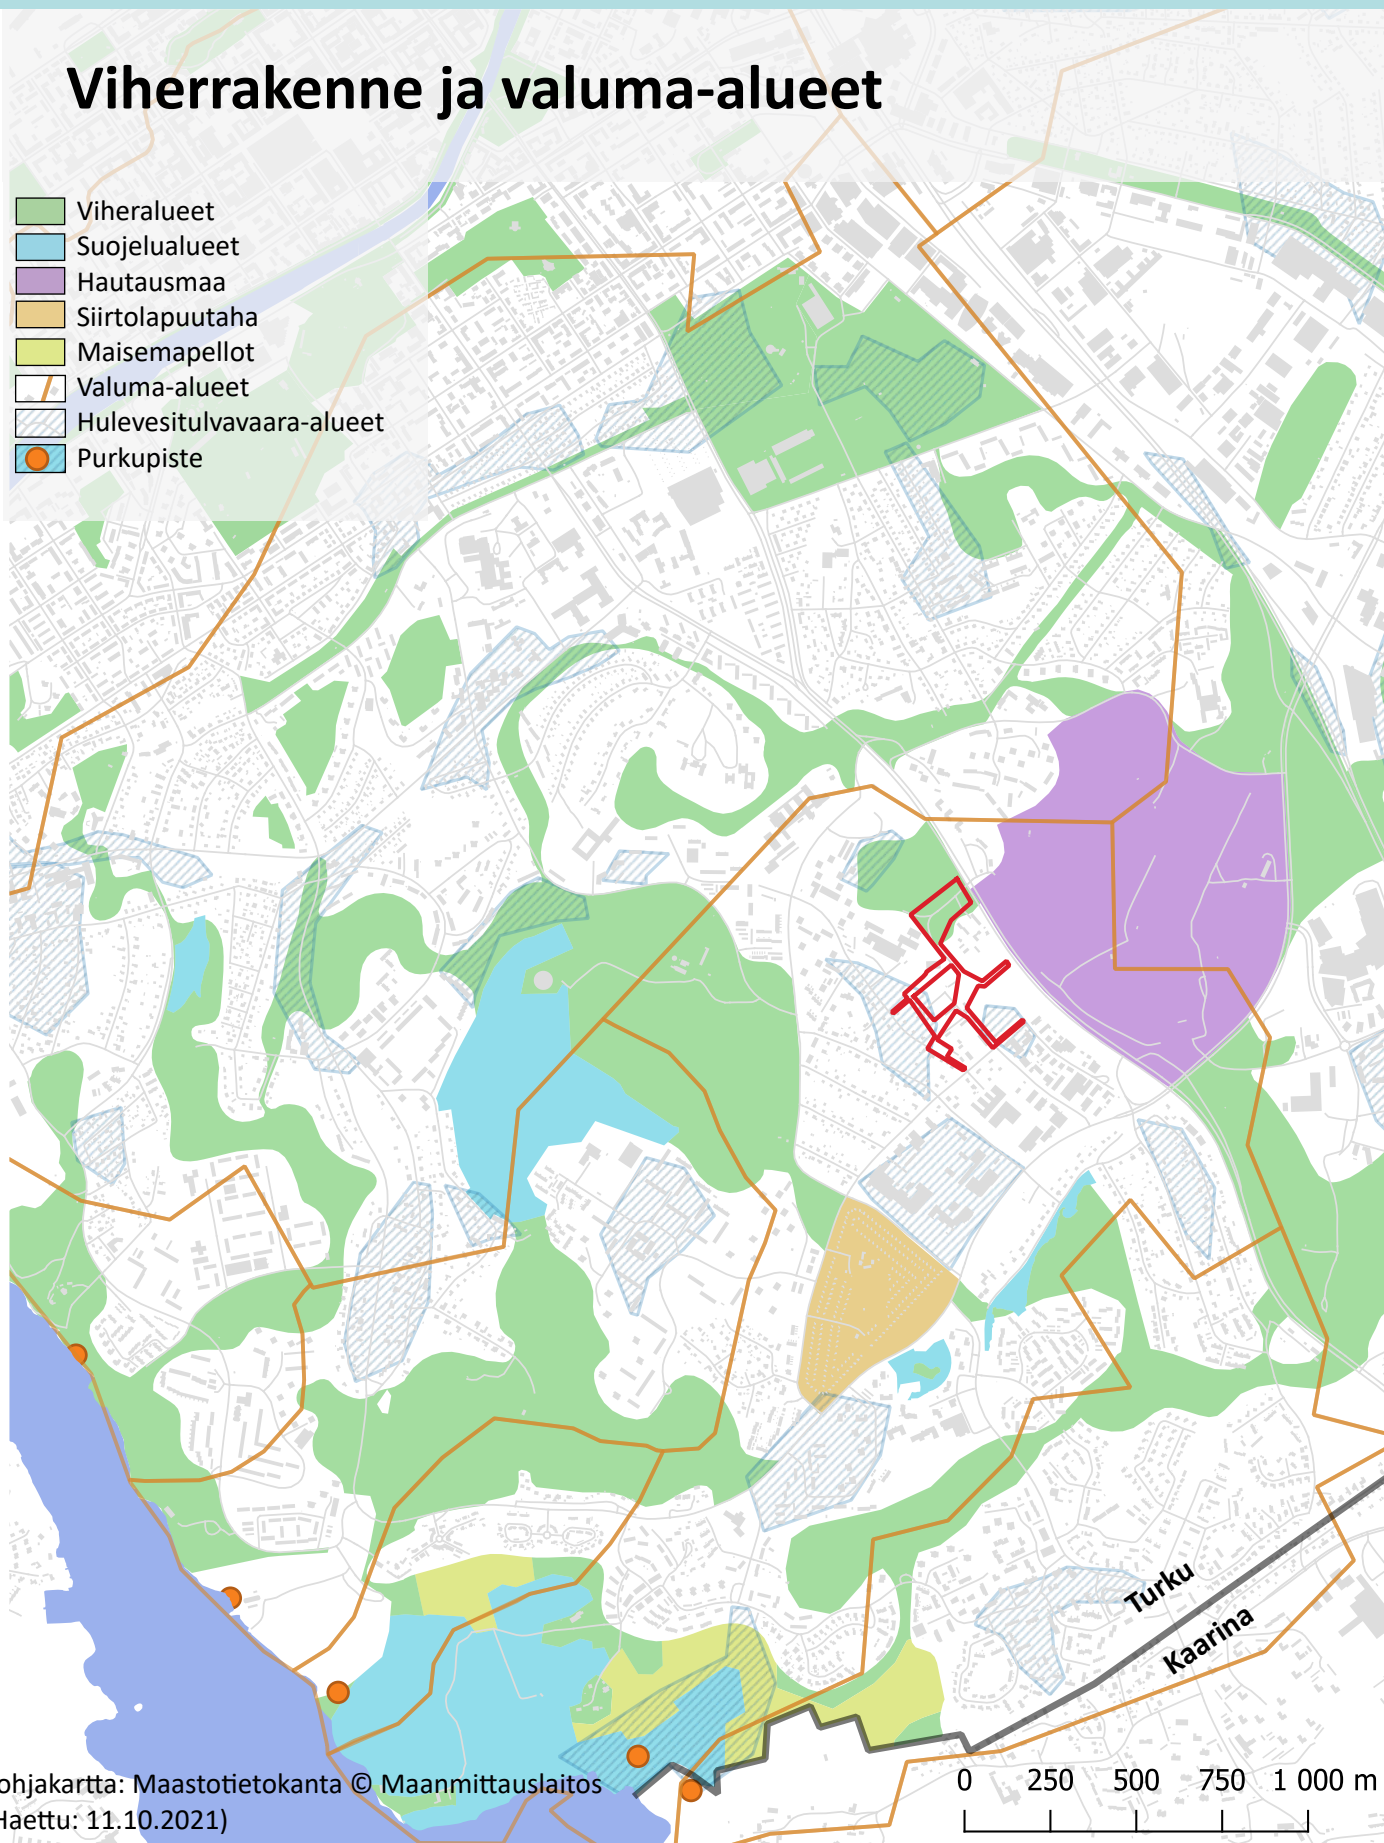 Viherrakenne ja valuma-alueet
Viheralueet
Suojelualueet
Hautausmaa
Siirtolapuutaha
Maisemapellot
Valuma-alueet
Hulevesitulvavaara-alueet
Purkupiste
Turku
Kaarina
ohjakartta: Maastotietokanta © Maanmittauslaitos
Haettu: 11.10.2021)
0 250 500 750 1 000 m